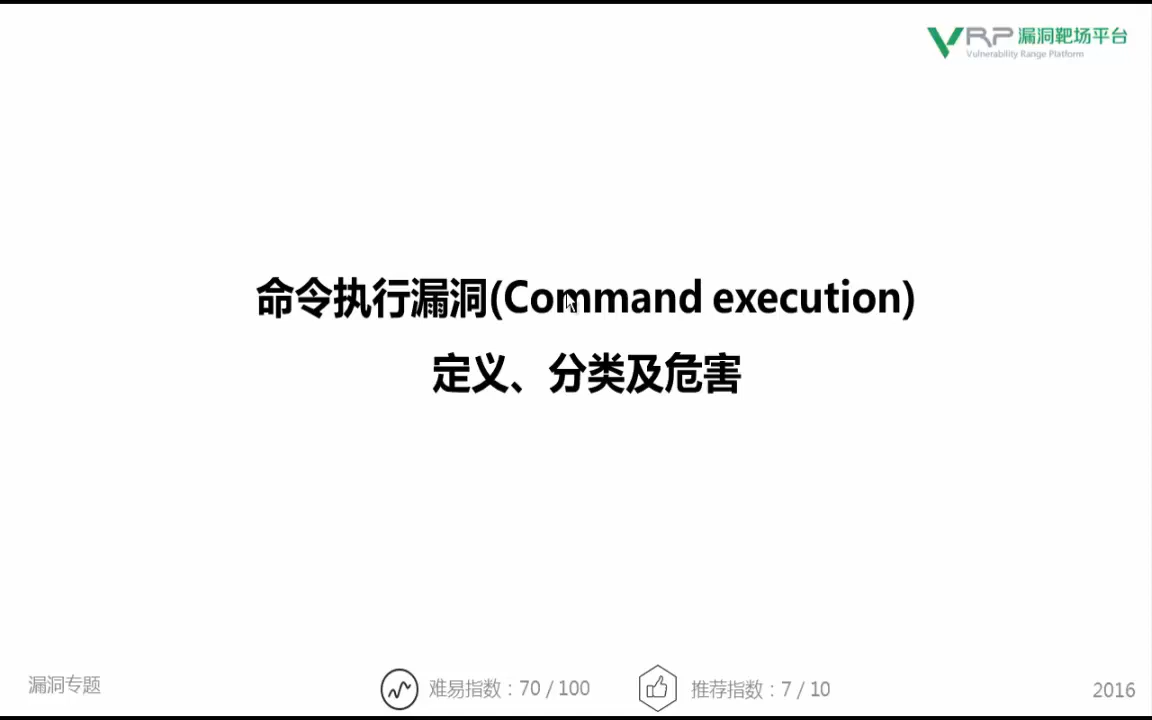 VRP 漏洞靶场平台
Vulnerability Range Platform
命令执行漏洞(Command execution)
定义、分类及危害
漏洞专题
难易指数：70 / 100
推荐指数：7 / 10
2016